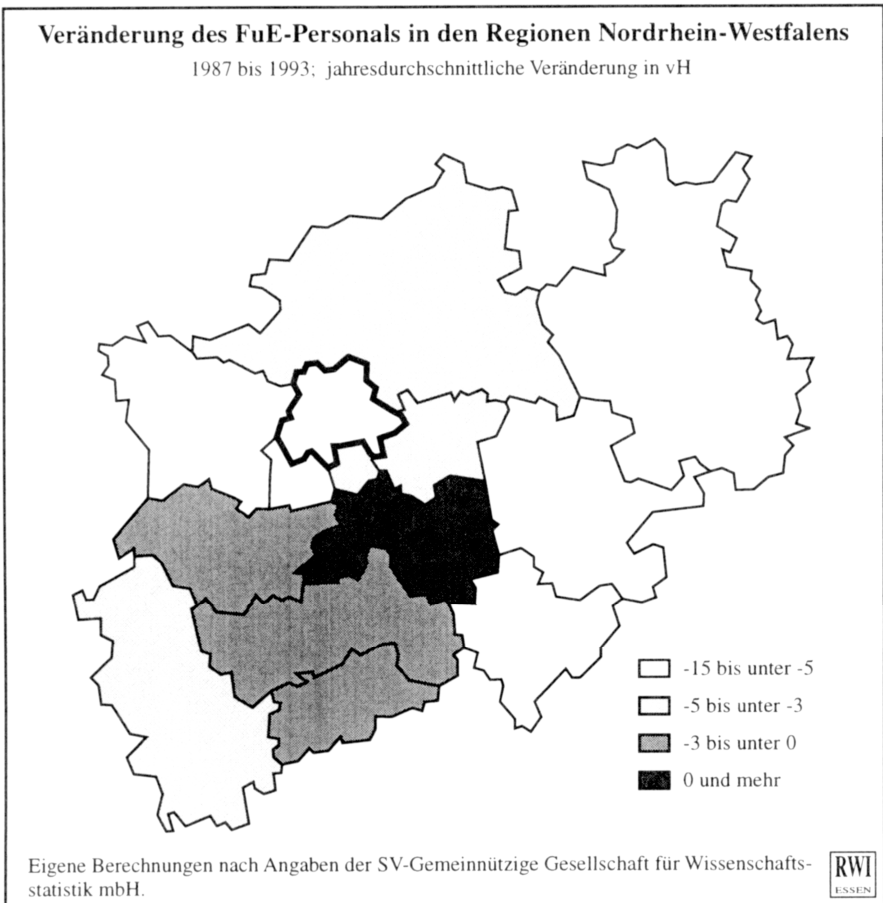 Veränderung des FuE-Personals in den Regionen Nordrhein-Westfalens
1987 bis 1993; jahresdurchschnittliche Veränderung in vH
-15 bis unter -5
-5 bis unter -3
-3 bis unter 0
0 und mehr
Eigene Berechnungen nach Angaben der SV-Gemeinnützige Gesellschaft für Wissenschafts-
statistik mbH.
RWI
ESSEN